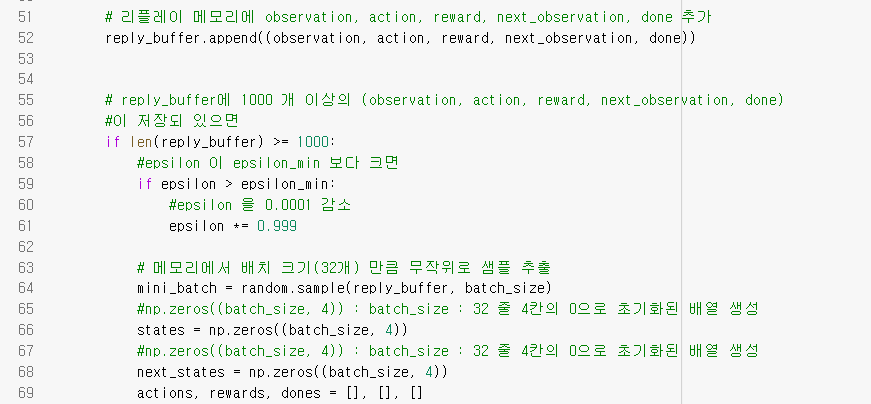 51 # 리플레이 메모리에 observation, action, reward, next_observation, done 추가
52 reply_buffer.append((observation, action, reward, next_observation, done))
53
54
55 # reply_buffer에 1000 개 이상의 (observation, action, reward, next_observation, done)
56 #이 저장되 있으면
57 if len(reply_buffer) >= 1000:
58 #epsilon 이 epsilon_min 보다 크면
59 if epsilon > epsilon_min:
60 #epsilon 을 0.0001 감소
61 epsilon *= 0.999
62
63 # 메모리에서 배치 크기(32개) 만큼 무작위로 샘플 추출
64 mini_batch = random.sample(reply_buffer, batch_size)
65 #np.zeros((batch_size, 4)) : batch_size : 32 줄 4칸의 0으로 초기화된 배열 생성
66 states = np.zeros((batch_size, 4))
67 #np.zeros((batch_size, 4)) : batch_size : 32 줄 4칸의 0으로 초기화된 배열 생성
68 next_states = np.zeros((batch_size, 4))
69 actions, rewards, dones = [], [], []